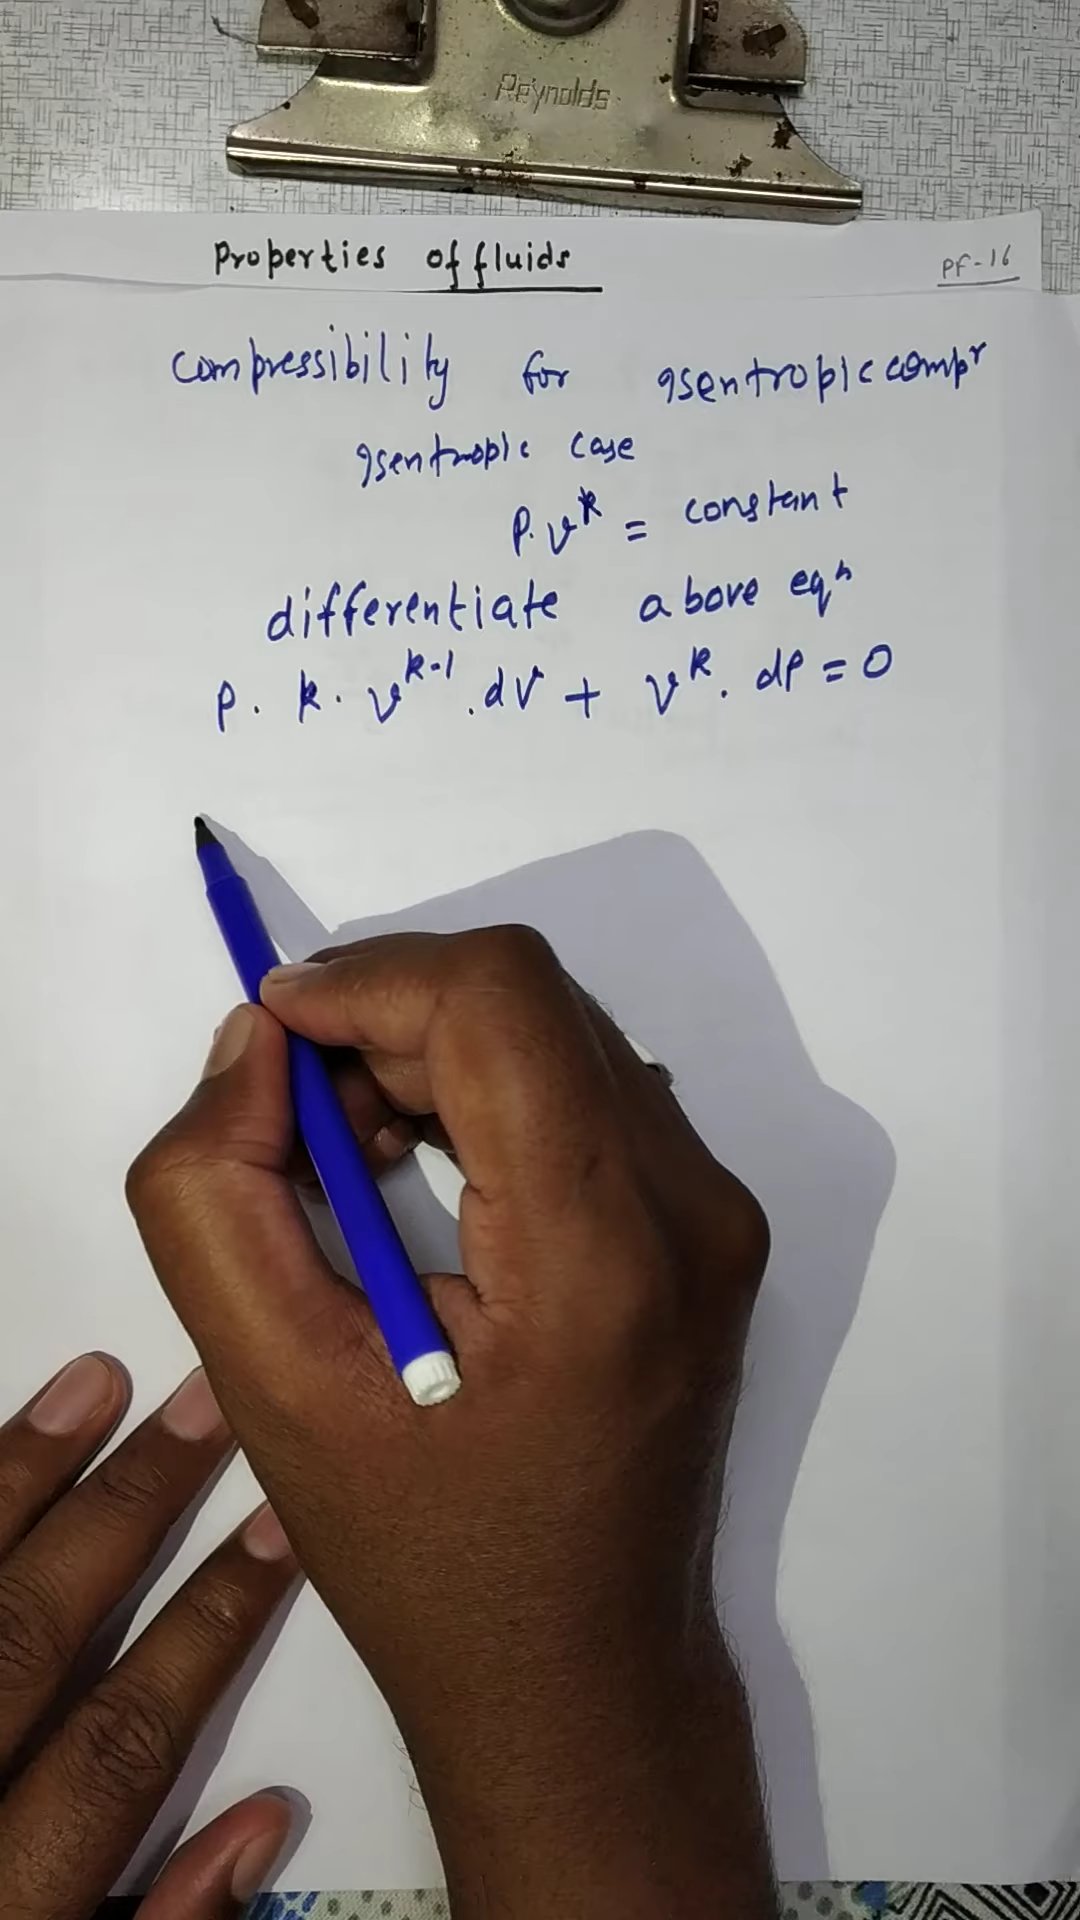 Reynolds
Properties of fluids
PF-16
compressibility for Isentropic compr
Isentropic case
P.v^k = constant
differentiate above eqn
P. k. v^k-1 .dv + v^k. dp = 0